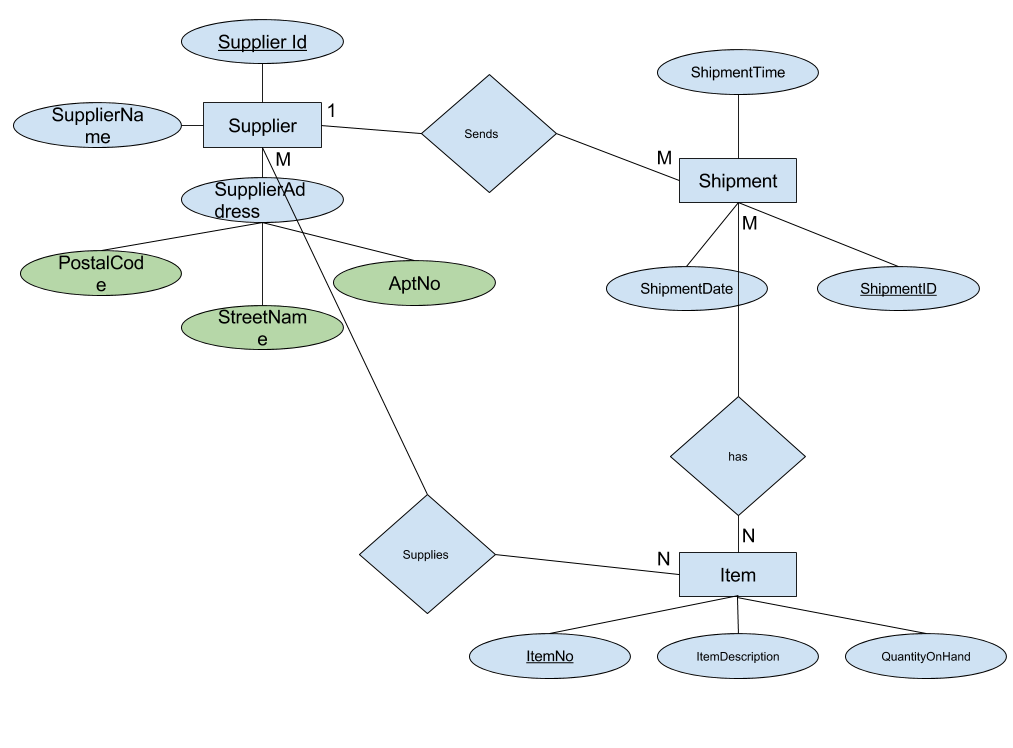 Supplier Id
ShipmentTime
SupplierNa
me
Supplier
1
Sends
M
Shipment
M
SupplierAd
dress
M
PostalCod
e
AptNo
StreetNam
e
ShipmentDate
ShipmentID
has
N
Supplies
N
Item
ItemNo
ItemDescription
QuantityOnHand